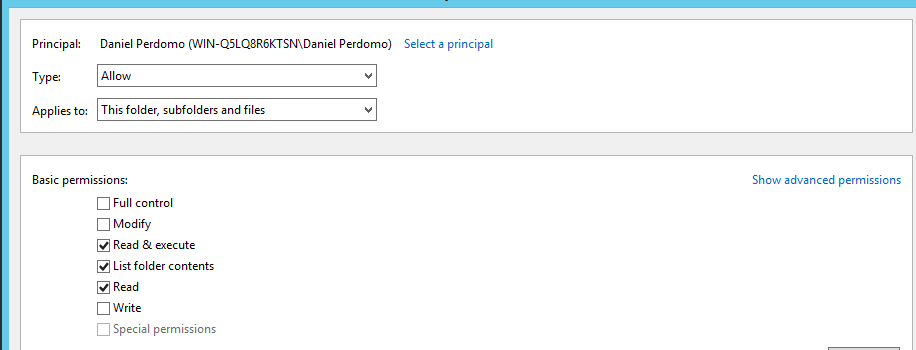 Principal: Daniel Perdomo (WIN-Q5LQ8R6KTSN\Daniel Perdomo) Select a principal
Type: Allow
Applies to: This folder, subfolders and files
Basic permissions: Show advanced permissions
Full control
Modify
Read & execute
List folder contents
Read
Write
Special permissions